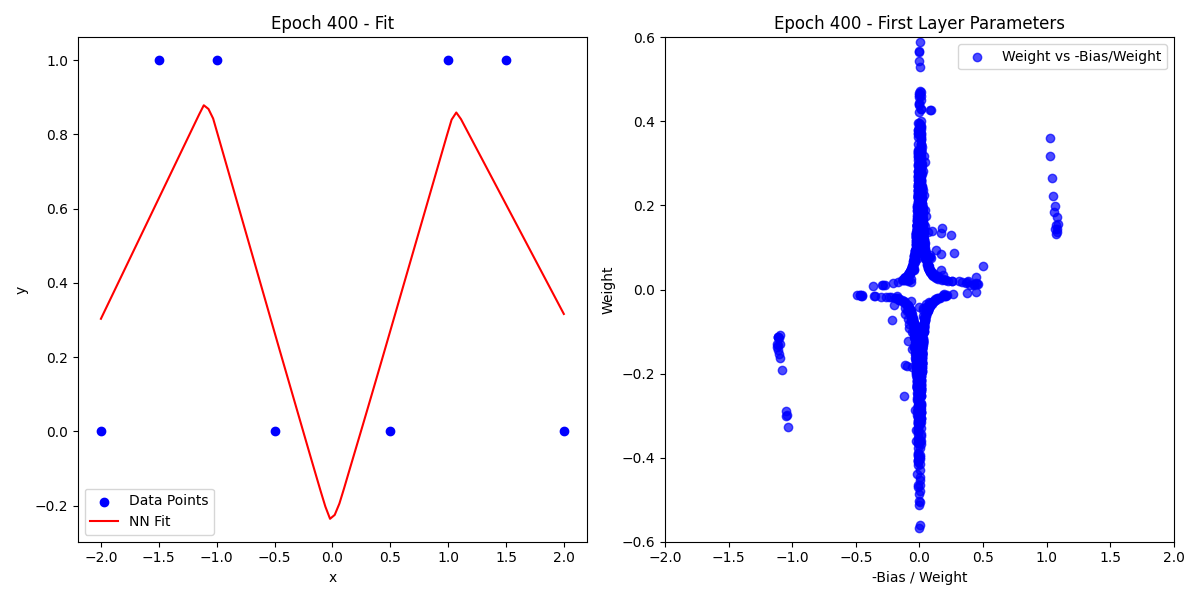 Epoch 400 - Fit
1.0
0.8
0.6
0.4
0.2
0.0
−0.2
y
Data Points
NN Fit
−2.0 −1.5 −1.0 −0.5 0.0 0.5 1.0 1.5 2.0
x
Epoch 400 - First Layer Parameters
Weight vs -Bias/Weight
0.6
0.4
0.2
0.0
−0.2
−0.4
−0.6
Weight
−2.0 −1.5 −1.0 −0.5 0.0 0.5 1.0 1.5 2.0
-Bias / Weight